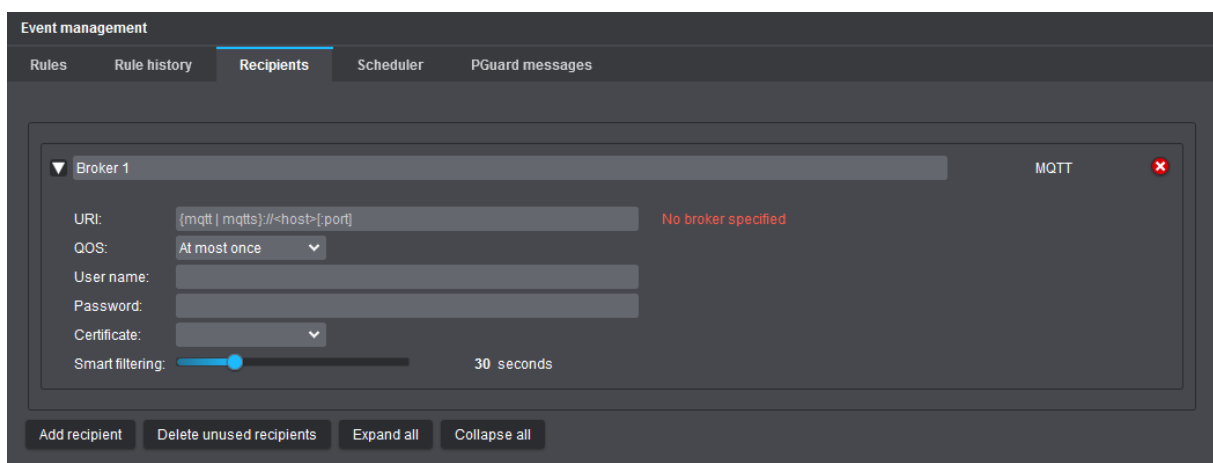 Event management
Rules Rule history Recipients Scheduler PGuard messages
Broker 1 MQTT
URI: {mqtt | mqtts}://<host>[:port] No broker specified
QOS: At most once
User name:
Password:
Certificate:
Smart filtering: 30 seconds
Add recipient Delete unused recipients Expand all Collapse all